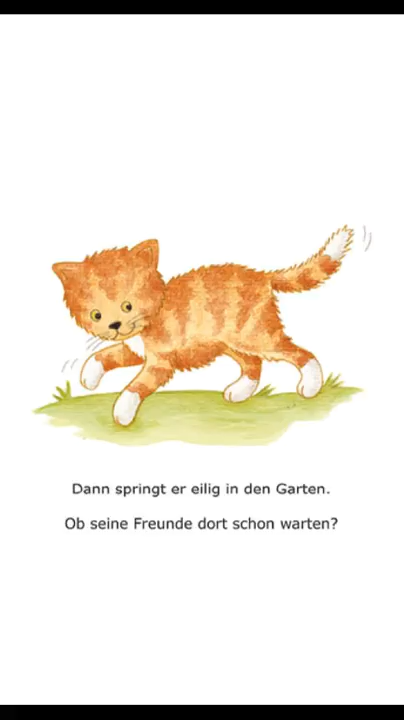 Dann springt er eilig in den Garten.
Ob seine Freunde dort schon warten?